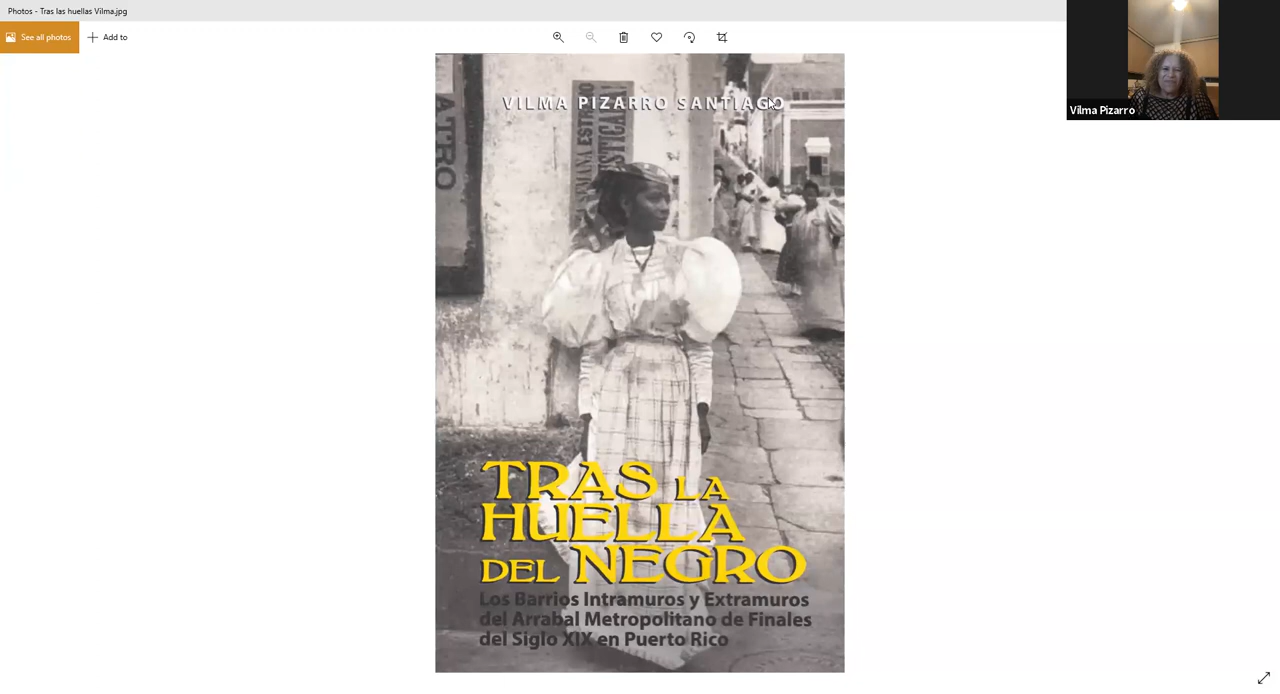 Photos - Tras las huellas Vilma.jpg
See all photos
Add to
Vilma Pizarro
VILMA PIZARRO SANTIAGO
ATRO
TRAS LA
HUELLA
DEL NEGRO
Los Barrios Intramuros y Extramuros
del Arrabal Metropolitano de Finales
del Siglo XIX en Puerto Rico